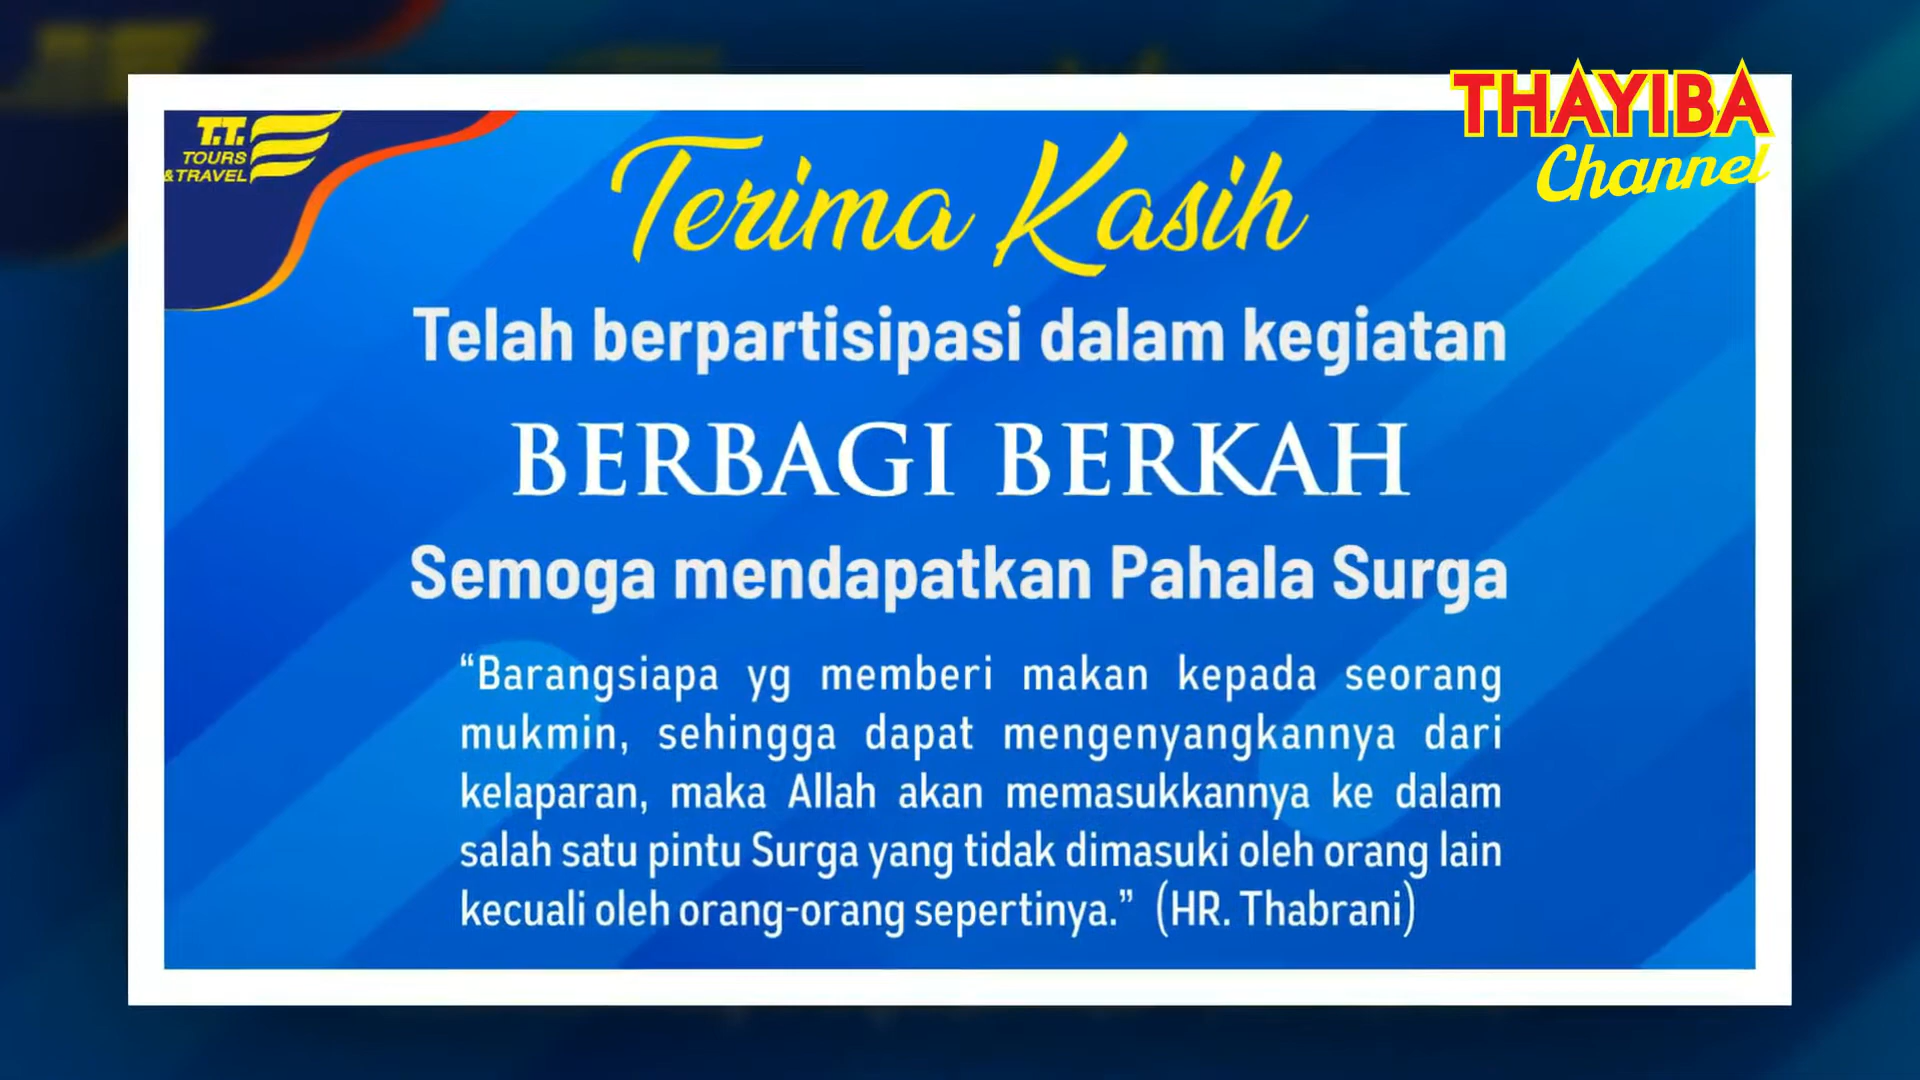 T.T.
TOURS
&TRAVEL
THAYIBA
Channel
Terima Kasih
Telah berpartisipasi dalam kegiatan
BERBAGI BERKAH
Semoga mendapatkan Pahala Surga
“Barangsiapa yg memberi makan kepada seorang
mukmin, sehingga dapat mengenyangkannya dari
kelaparan, maka Allah akan memasukkannya ke dalam
salah satu pintu Surga yang tidak dimasuki oleh orang lain
kecuali oleh orang-orang sepertinya.” (HR. Thabrani)